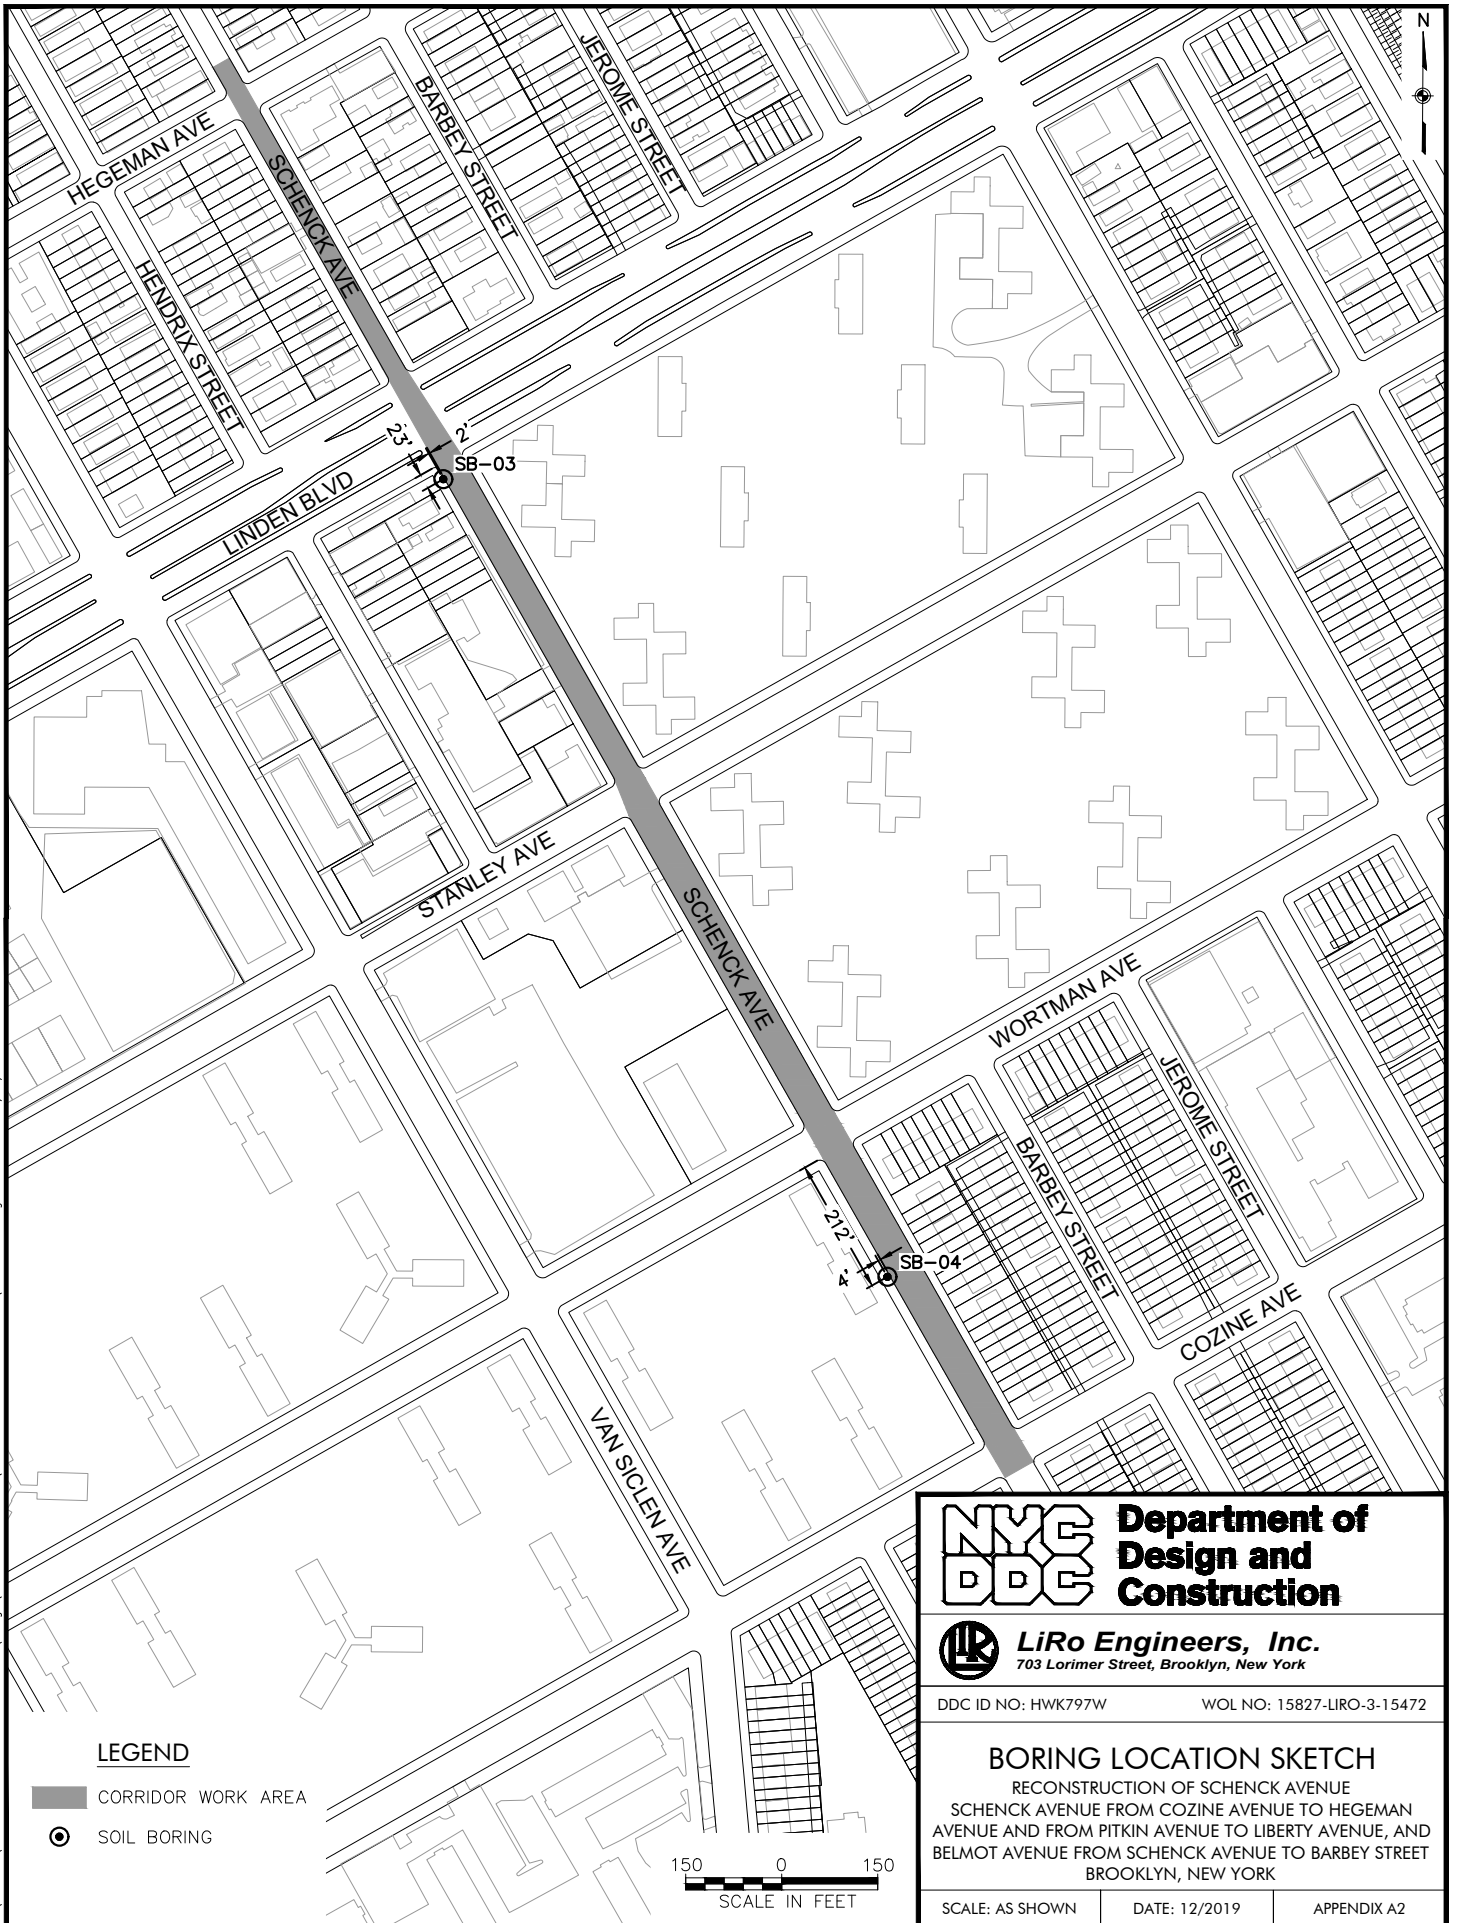 N
JEROME STREET
BARBEY STREET
HEGEMAN AVE
SCHENCK AVE
HENDRIX STREET
23'
2'
SB-03
LINDEN BLVD
STANLEY AVE
SCHENCK AVE
WORTMAN AVE
JEROME STREET
BARBEY STREET
212'
4'
SB-04
COZINE AVE
VAN SICLEN AVE
NYC
DDC
Department of
Design and
Construction
LiRo Engineers, Inc.
703 Lorimer Street, Brooklyn, New York
DDC ID NO: HWK797W
WOL NO: 15827-LIRO-3-15472
BORING LOCATION SKETCH
RECONSTRUCTION OF SCHENCK AVENUE
SCHENCK AVENUE FROM COZINE AVENUE TO HEGEMAN
AVENUE AND FROM PITKIN AVENUE TO LIBERTY AVENUE, AND
BELMOT AVENUE FROM SCHENCK AVENUE TO BARBEY STREET
BROOKLYN, NEW YORK
SCALE: AS SHOWN
DATE: 12/2019
APPENDIX A2
LEGEND
CORRIDOR WORK AREA
SOIL BORING
150 0 150
SCALE IN FEET